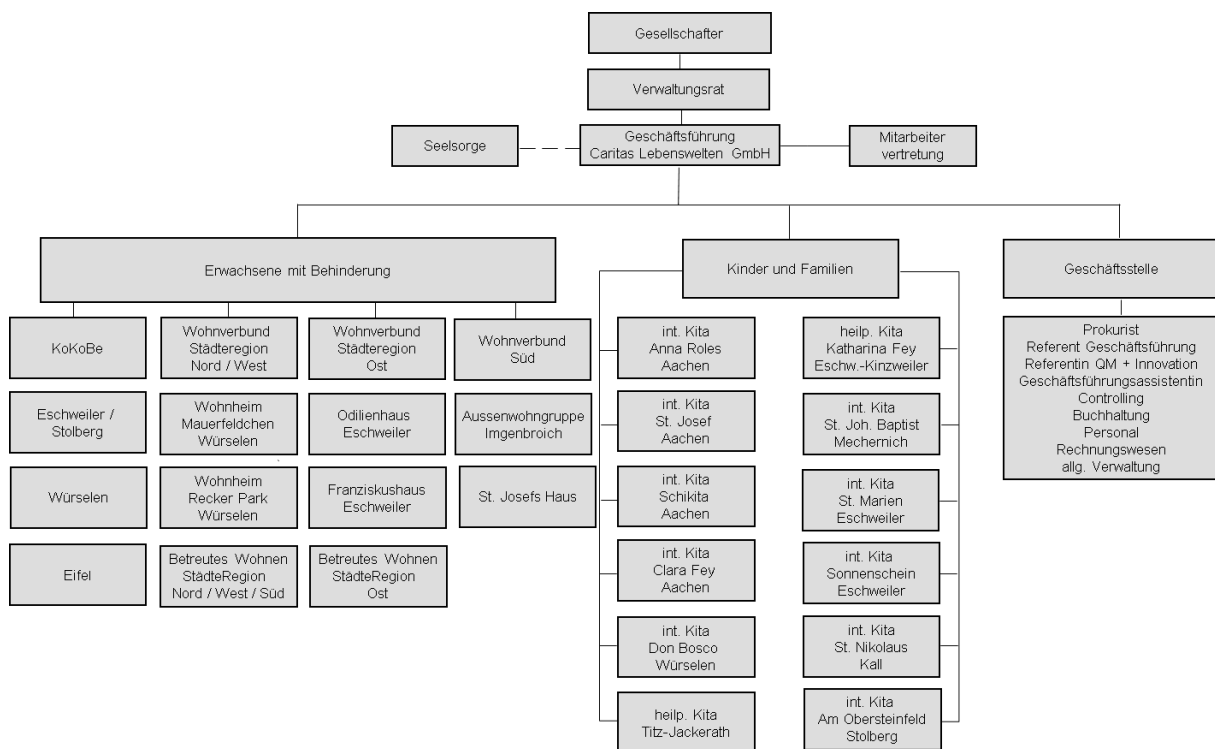 Gesellschafter
Verwaltungsrat
Seelsorge
Geschäftsführung
Caritas Lebenswelten GmbH
Mitarbeiter
vertretung
Erwachsene mit Behinderung
Kinder und Familien
Geschäftsstelle
KoKoBe
Wohnverbund
Städteregion
Nord / West
Wohnverbund
Städteregion
Ost
Wohnverbund
Süd
Eschweiler /
Stolberg
Wohnheim
Mauerfeldchen
Würselen
Odilienhaus
Eschweiler
Aussenwohngruppe
Imgenbroich
Würselen
Wohnheim
Recker Park
Würselen
Franziskushaus
Eschweiler
St. Josefs Haus
Eifel
Betreutes Wohnen
StädteRegion
Nord / West / Süd
Betreutes Wohnen
StädteRegion
Ost
int. Kita
Anna Roles
Aachen
heilp. Kita
Katharina Fey
Eschw.-Kinzweiler
int. Kita
St. Josef
Aachen
int. Kita
St. Joh. Baptist
Mechernich
int. Kita
Schikita
Aachen
int. Kita
St. Marien
Eschweiler
int. Kita
Clara Fey
Aachen
int. Kita
Sonnenschein
Eschweiler
int. Kita
Don Bosco
Würselen
int. Kita
St. Nikolaus
Kall
heilp. Kita
Titz-Jackerath
int. Kita
Am Obersteinfeld
Stolberg
Prokurist
Referent Geschäftsführung
Referentin QM + Innovation
Geschäftsführungsassistentin
Controlling
Buchhaltung
Personal
Rechnungswesen
allg. Verwaltung